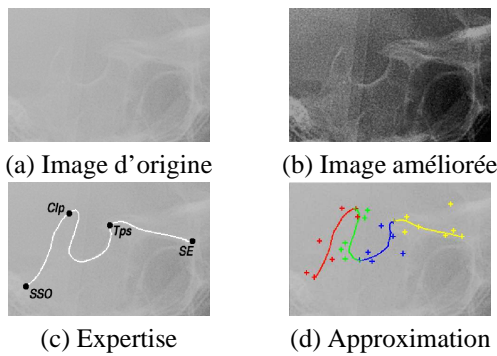 (a) Image d'origine
(b) Image améliorée
Clp
Tps
SE
SSO
(c) Expertise
(d) Approximation